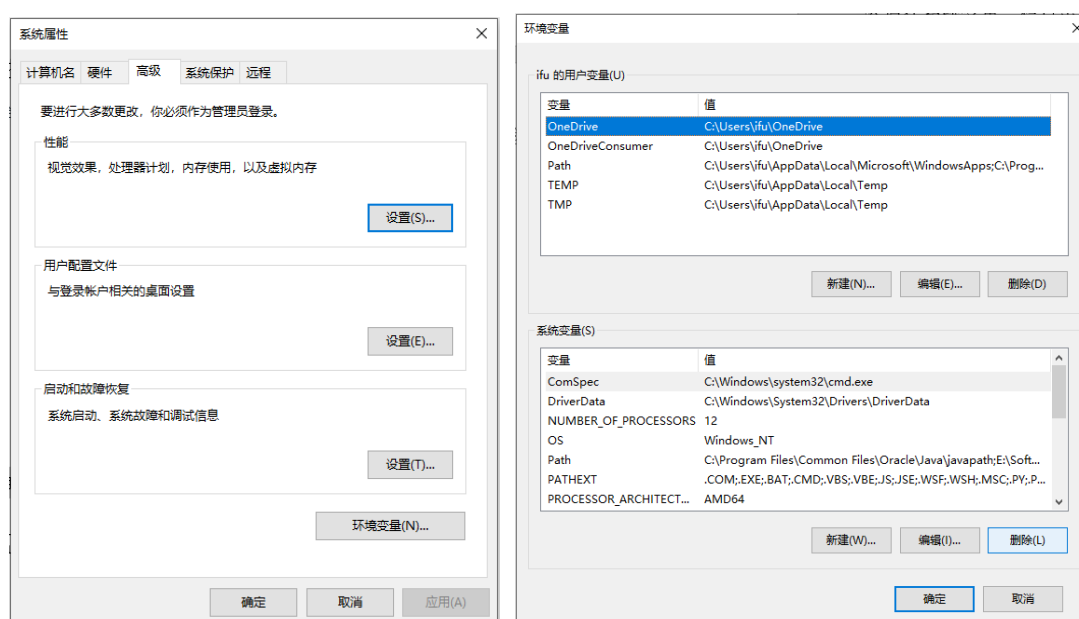 系统属性
计算机名 硬件 高级 系统保护 远程
要进行大多数更改，你必须作为管理员登录。
性能
视觉效果，处理器计划，内存使用，以及虚拟内存
设置(S)...
用户配置文件
与登录帐户相关的桌面设置
设置(E)...
启动和故障恢复
系统启动、系统故障和调试信息
设置(T)...
环境变量(N)...
确定 取消 应用(A)
环境变量
ifu 的用户变量(U)
变量 值
OneDrive C:\Users\ifu\OneDrive
OneDriveConsumer C:\Users\ifu\OneDrive
Path C:\Users\ifu\AppData\Local\Microsoft\WindowsApps;C:\Prog...
TEMP C:\Users\ifu\AppData\Local\Temp
TMP C:\Users\ifu\AppData\Local\Temp
新建(N)... 编辑(E)... 删除(D)
系统变量(S)
变量 值
ComSpec C:\Windows\system32\cmd.exe
DriverData C:\Windows\System32\Drivers\DriverData
NUMBER_OF_PROCESSORS 12
OS Windows_NT
Path C:\Program Files\Common Files\Oracle\Java\javapath;E:\Soft...
PATHEXT .COM;.EXE;.BAT;.CMD;.VBS;.VBE;.JS;.JSE;.WSF;.WSH;.MSC;.PY;.P...
PROCESSOR_ARCHITECT... AMD64
新建(W)... 编辑(I)... 删除(L)
确定 取消